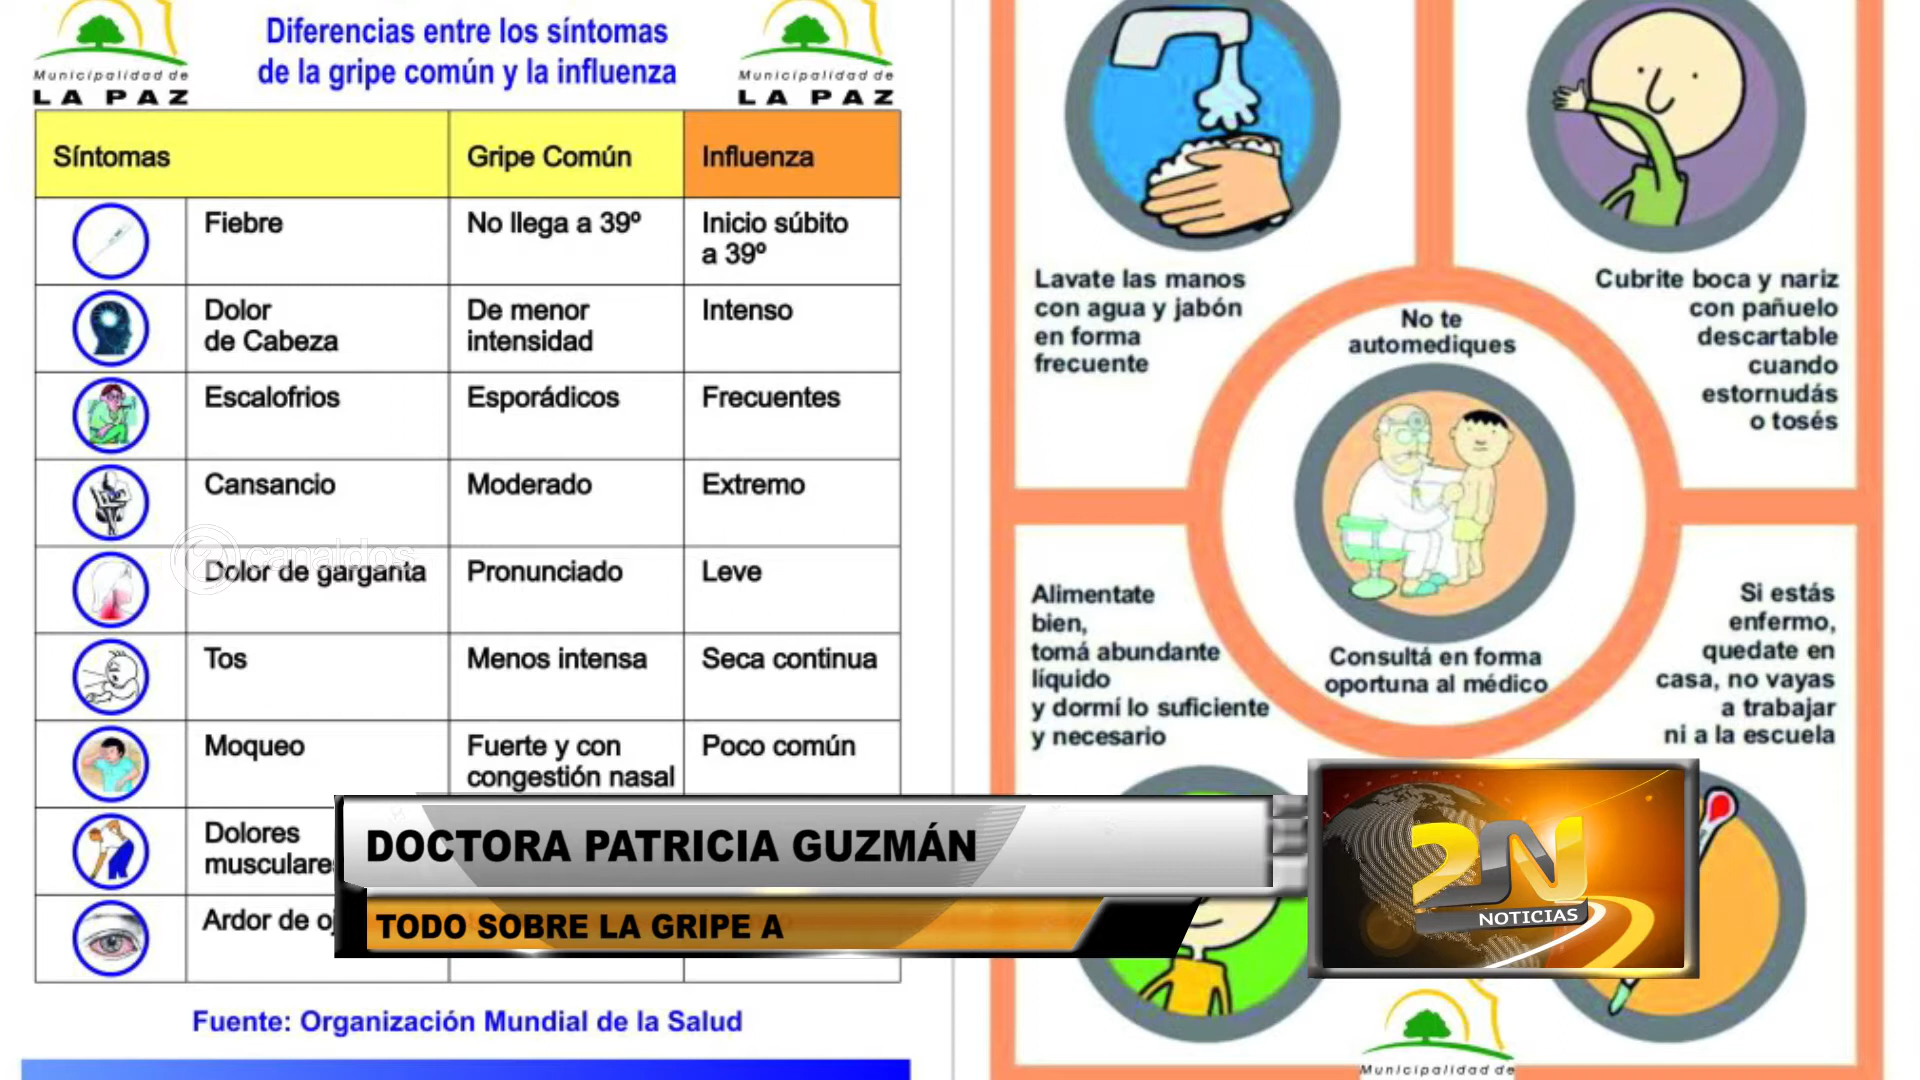 Municipalidad de
LA PAZ
Diferencias entre los síntomas
de la gripe común y la influenza
Municipalidad de
LA PAZ
Síntomas
Gripe Común
Influenza
Fiebre
No llega a 39º
Inicio súbito
a 39º
Dolor
de Cabeza
De menor
intensidad
Intenso
Escalofrios
Esporádicos
Frecuentes
Cansancio
Moderado
Extremo
2 canaldos
Dolor de garganta
Pronunciado
Leve
Tos
Menos intensa
Seca continua
Moqueo
Fuerte y con
congestión nasal
Poco común
Dolores
Ardor de
Fuente: Organización Mundial de la Salud
Lavate las manos
con agua y jabón
en forma
frecuente
Cubrite boca y nariz
con pañuelo
descartable
cuando
estornudás
o tosés
No te
automediques
Consultá en forma
oportuna al médico
Alimentate
bien,
tomá abundante
líquido
y dormí lo suficiente
y necesario
Si estás
enfermo,
quedate en
casa, no vayas
a trabajar
ni a la escuela
DOCTORA PATRICIA GUZMÁN
TODO SOBRE LA GRIPE A
2N
NOTICIAS
Municipalidad de